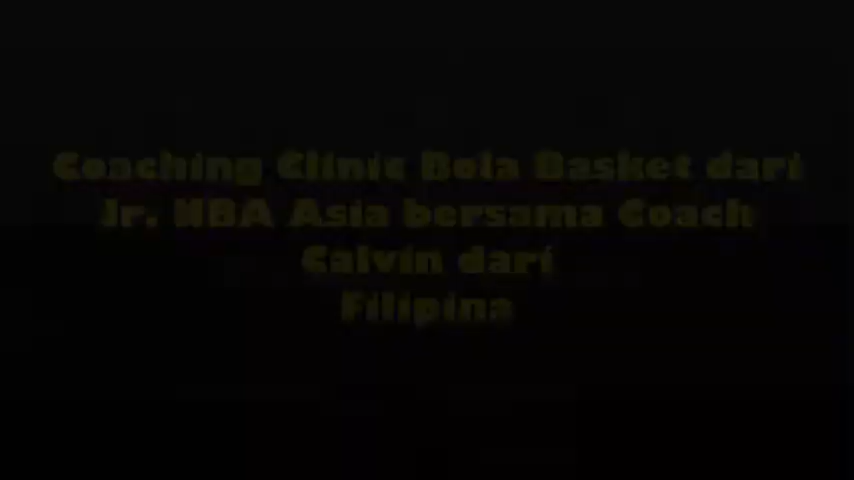 Coaching Clinic Bola Basket dari
Jr. NBA Asia bersama Coach
Calvin dari
Filipina